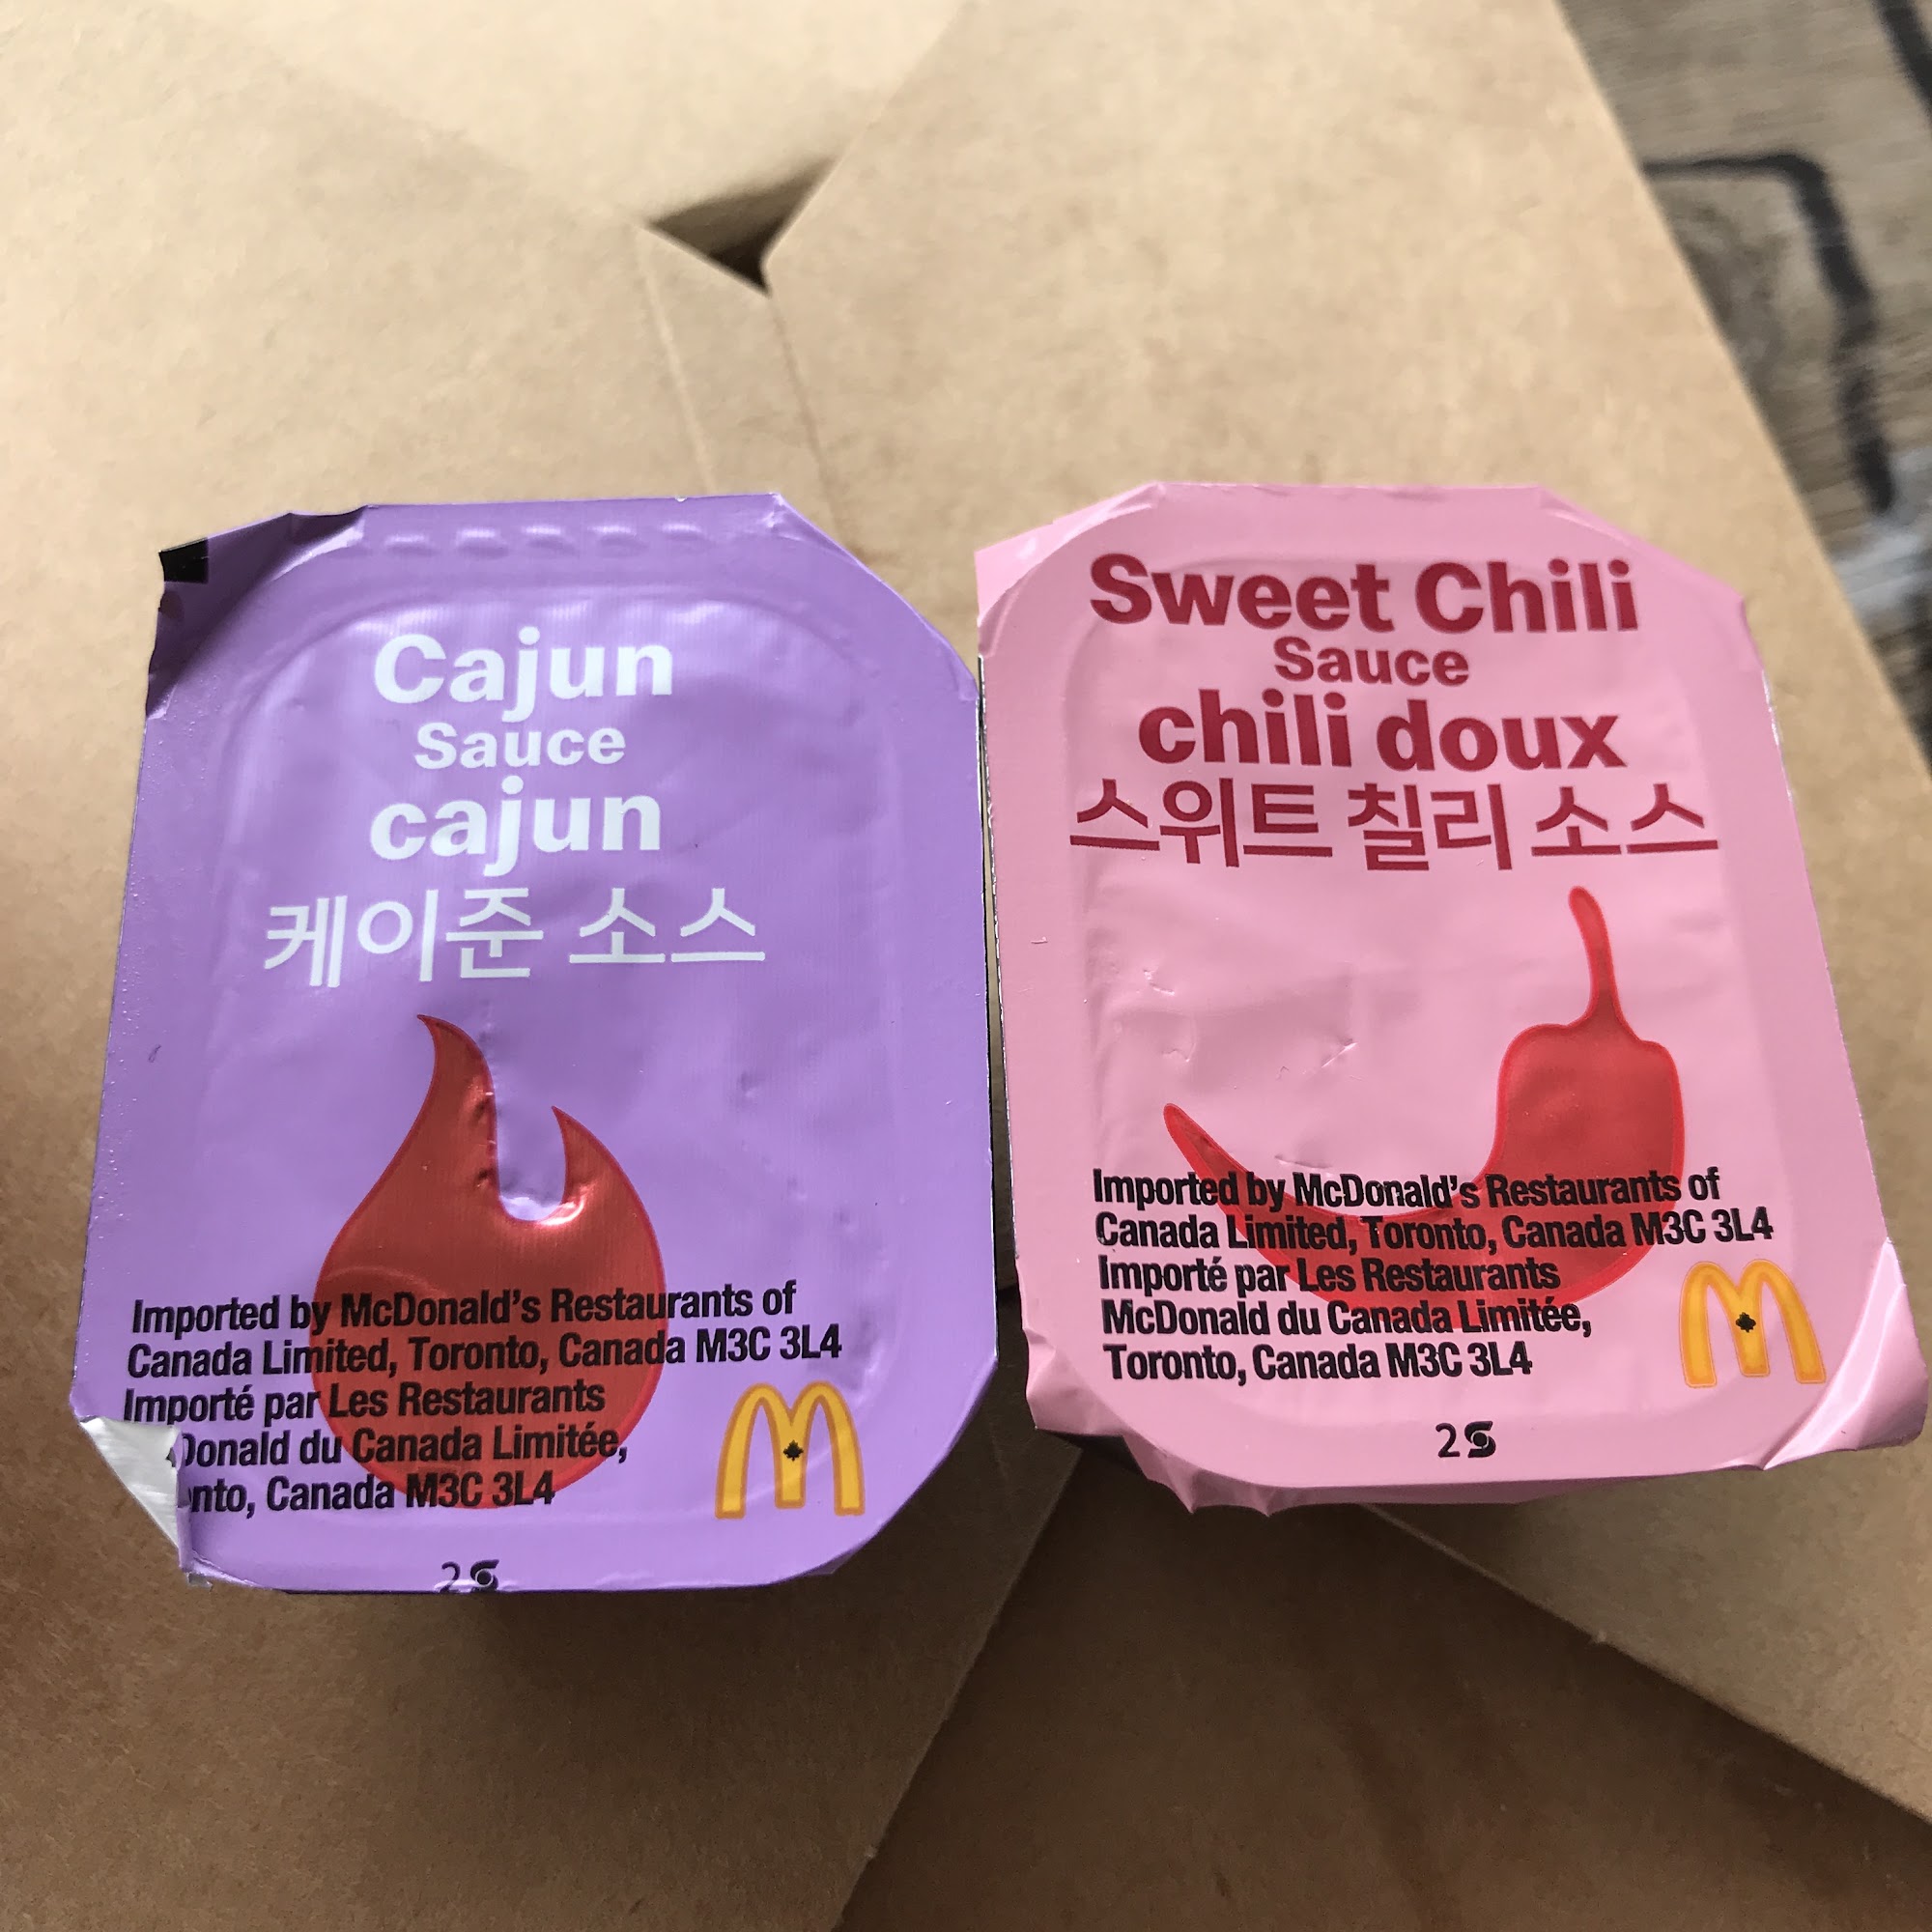 Cajun
Sauce
cajun
케이준 소스
Imported by McDonald's Restaurants of
Canada Limited, Toronto, Canada M3C 3L4
Importé par Les Restaurants
Donald du Canada Limitée,
nto, Canada M3C 3L4
2
Sweet Chili
Sauce
chili doux
스위트 칠리 소스
Imported by McDonald's Restaurants of
Canada Limited, Toronto, Canada M3C 3L4
Importé par Les Restaurants
McDonald du Canada Limitée,
Toronto, Canada M3C 3L4
2